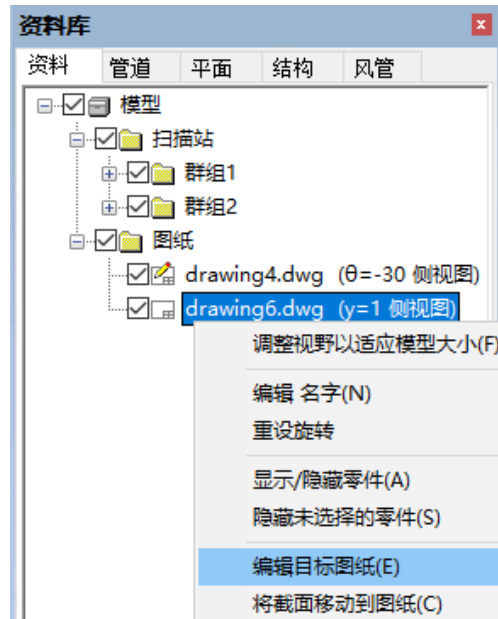 资料库
资料 管道 平面 结构 风管
模型
扫描站
群组1
群组2
图纸
drawing4.dwg (θ=-30 侧视图)
drawing6.dwg (y=1 侧视图)
调整视野以适应模型大小(F)
编辑 名字(N)
重设旋转
显示/隐藏零件(A)
隐藏未选择的零件(S)
编辑目标图纸(E)
将截面移动到图纸(C)